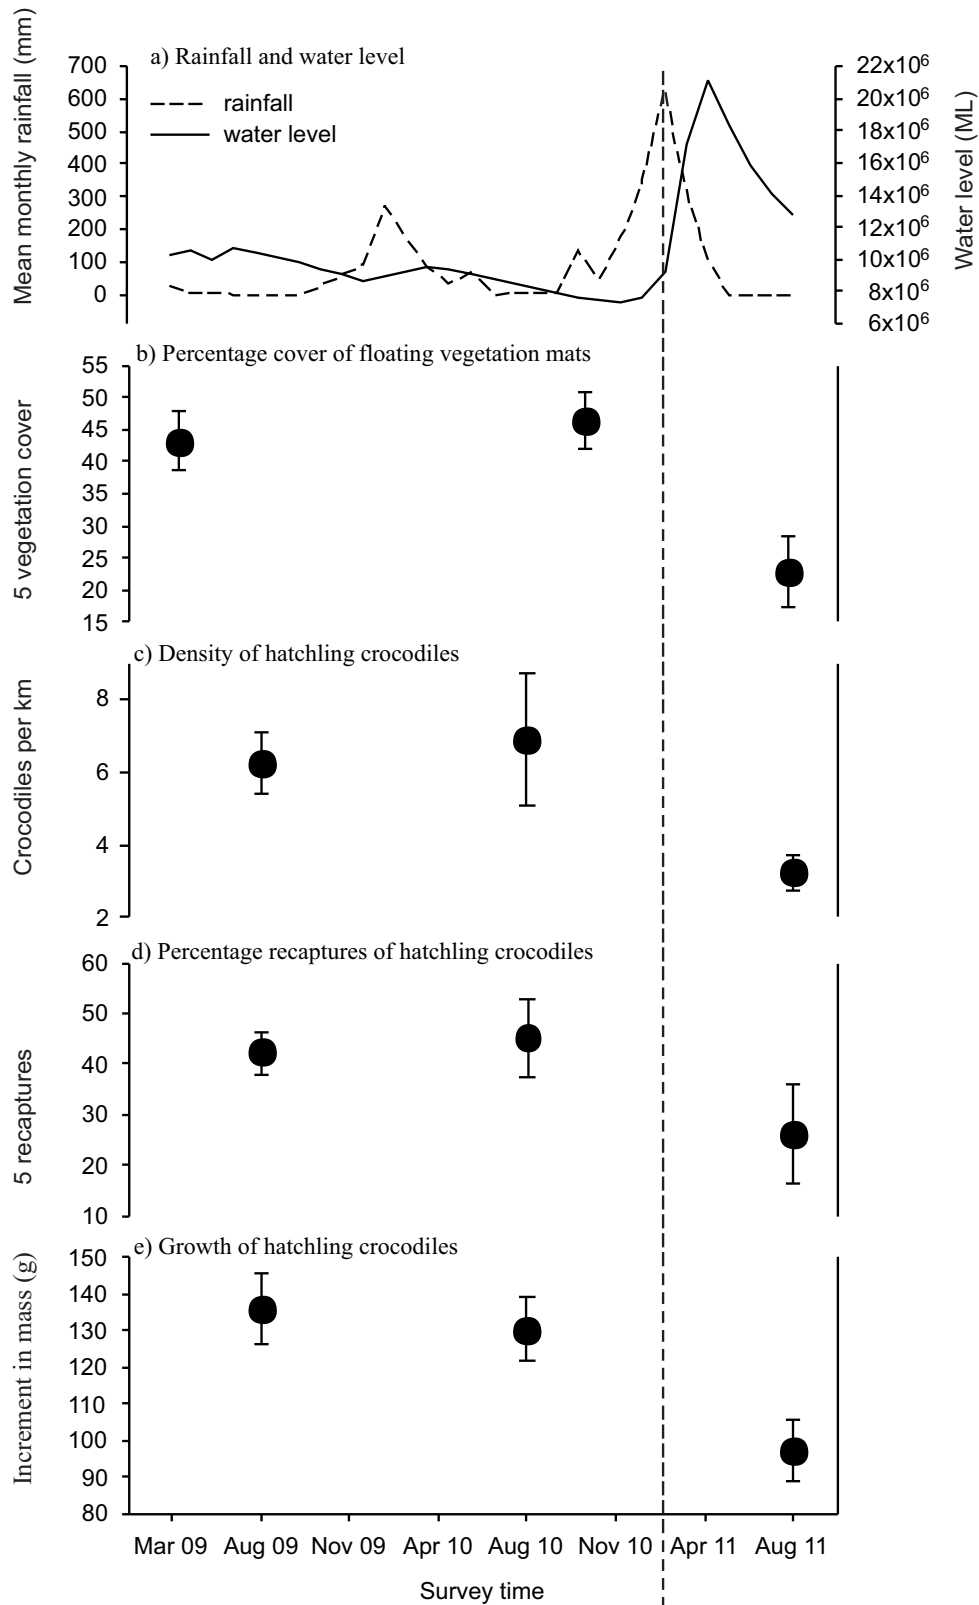 a) Rainfall and water level
Mean monthly rainfall (mm)
700
600
500
400
300
200
100
0
rainfall
water level
22x10⁶
20x10⁶
18x10⁶
16x10⁶
14x10⁶
12x10⁶
10x10⁶
8x10⁶
6x10⁶
Water level (ML)
b) Percentage cover of floating vegetation mats
5 vegetation cover
55
50
45
40
35
30
25
20
15
c) Density of hatchling crocodiles
Crocodiles per km
8
6
4
2
d) Percentage recaptures of hatchling crocodiles
5 recaptures
60
50
40
30
20
10
e) Growth of hatchling crocodiles
Increment in mass (g)
150
140
130
120
110
100
90
80
Mar 09 Aug 09 Nov 09 Apr 10 Aug 10 Nov 10 Apr 11 Aug 11
Survey time